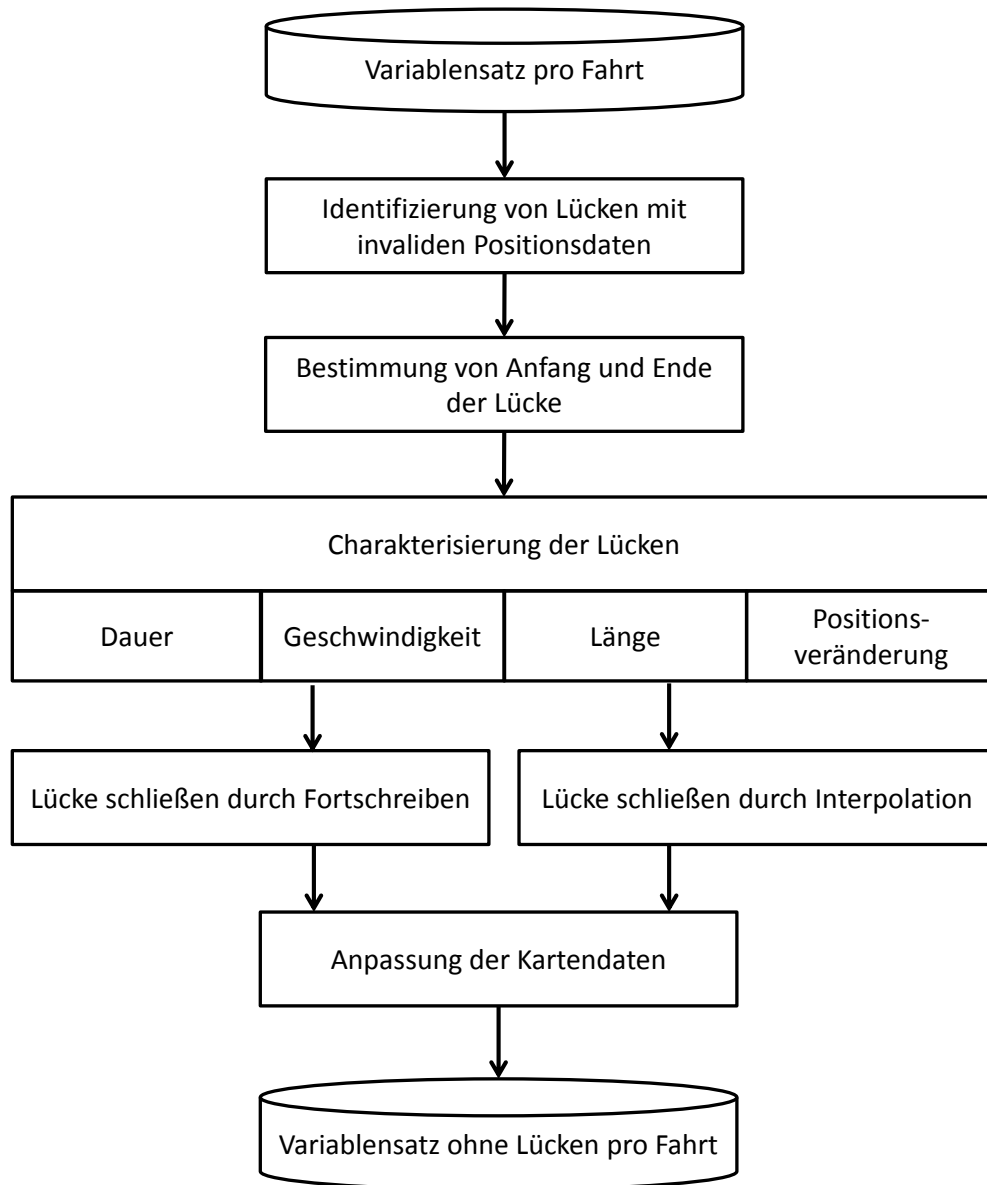 Variablensatz pro Fahrt
Identifizierung von Lücken mit
invaliden Positionsdaten
Bestimmung von Anfang und Ende
der Lücke
Charakterisierung der Lücken
Dauer
Geschwindigkeit
Länge
Positions-
veränderung
Lücke schließen durch Fortschreiben
Lücke schließen durch Interpolation
Anpassung der Kartendaten
Variablensatz ohne Lücken pro Fahrt